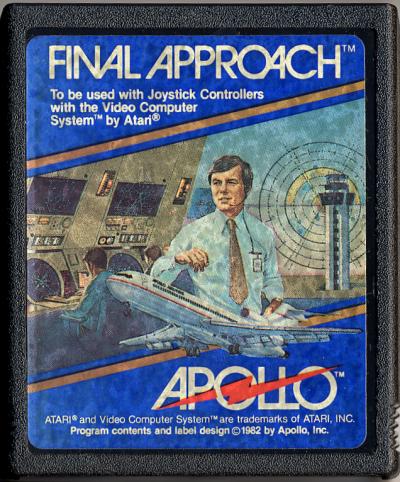 FINAL APPROACH™
To be used with Joystick Controllers
with the Video Computer
System™ by Atari®
APOLLO™
ATARI® and Video Computer System™ are trademarks of ATARI, INC.
Program contents and label design ©1982 by Apollo, Inc.